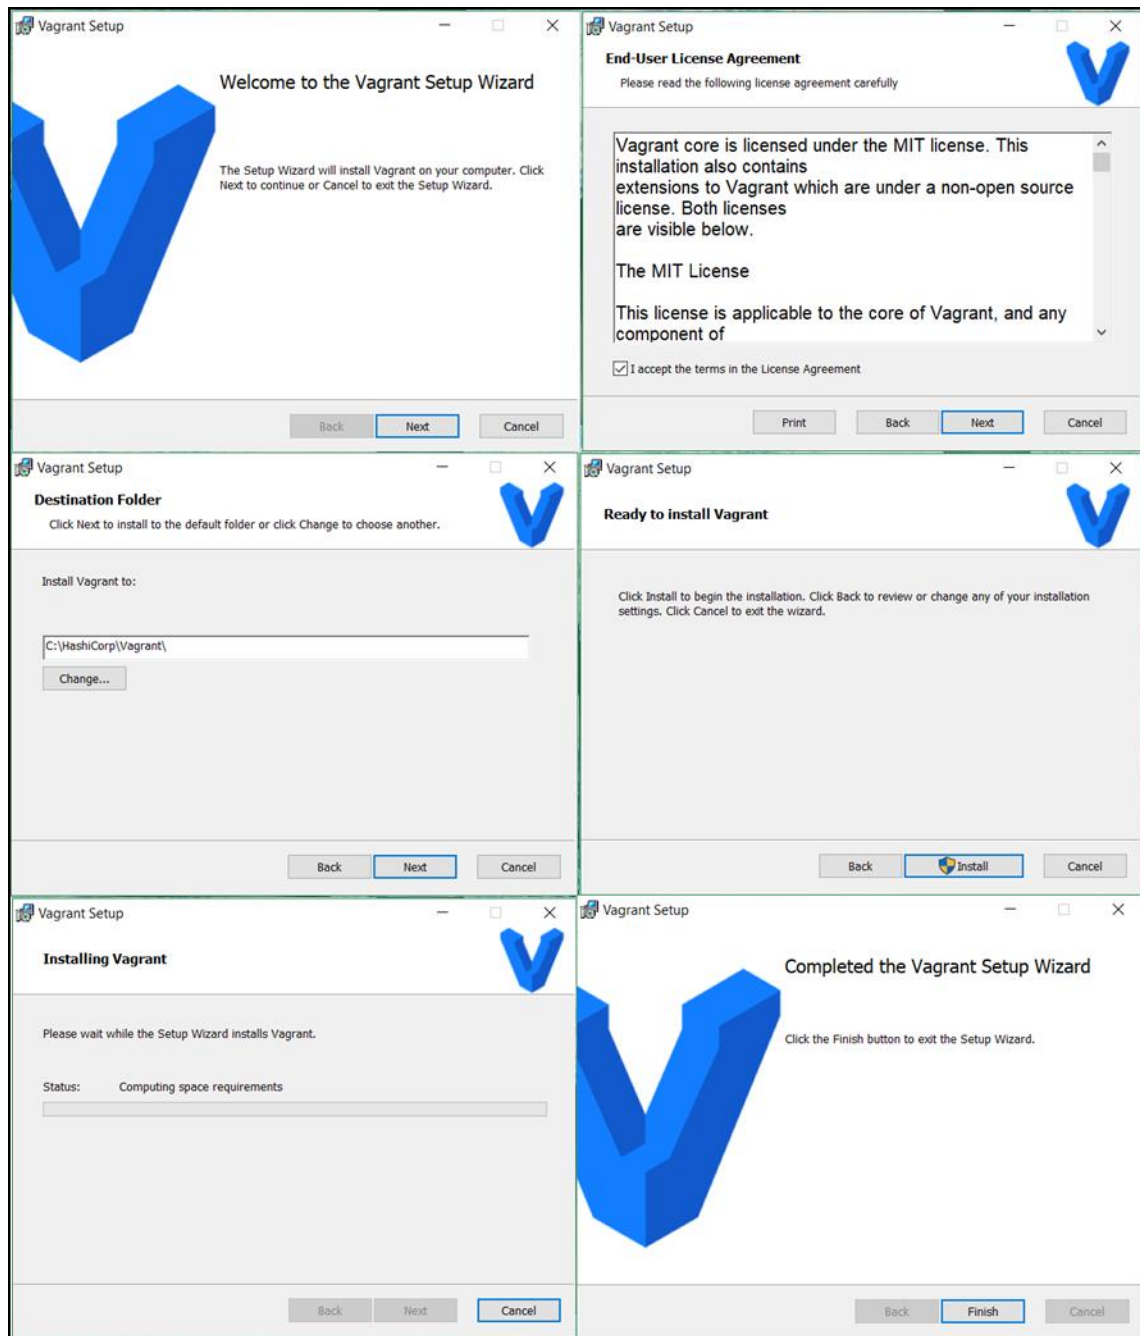 Vagrant Setup
Welcome to the Vagrant Setup Wizard
The Setup Wizard will install Vagrant on your computer. Click
Next to continue or Cancel to exit the Setup Wizard.
Back Next Cancel
Vagrant Setup
End-User License Agreement
Please read the following license agreement carefully
Vagrant core is licensed under the MIT license. This
installation also contains
extensions to Vagrant which are under a non-open source
license. Both licenses
are visible below.
The MIT License
This license is applicable to the core of Vagrant, and any
component of
I accept the terms in the License Agreement
Print Back Next Cancel
Vagrant Setup
Destination Folder
Click Next to install to the default folder or click Change to choose another.
Install Vagrant to:
C:\HashiCorp\Vagrant\
Change...
Back Next Cancel
Vagrant Setup
Ready to install Vagrant
Click Install to begin the installation. Click Back to review or change any of your installation
settings. Click Cancel to exit the wizard.
Back Install Cancel
Vagrant Setup
Installing Vagrant
Please wait while the Setup Wizard installs Vagrant.
Status: Computing space requirements
Back Next Cancel
Vagrant Setup
Completed the Vagrant Setup Wizard
Click the Finish button to exit the Setup Wizard.
Back Finish Cancel